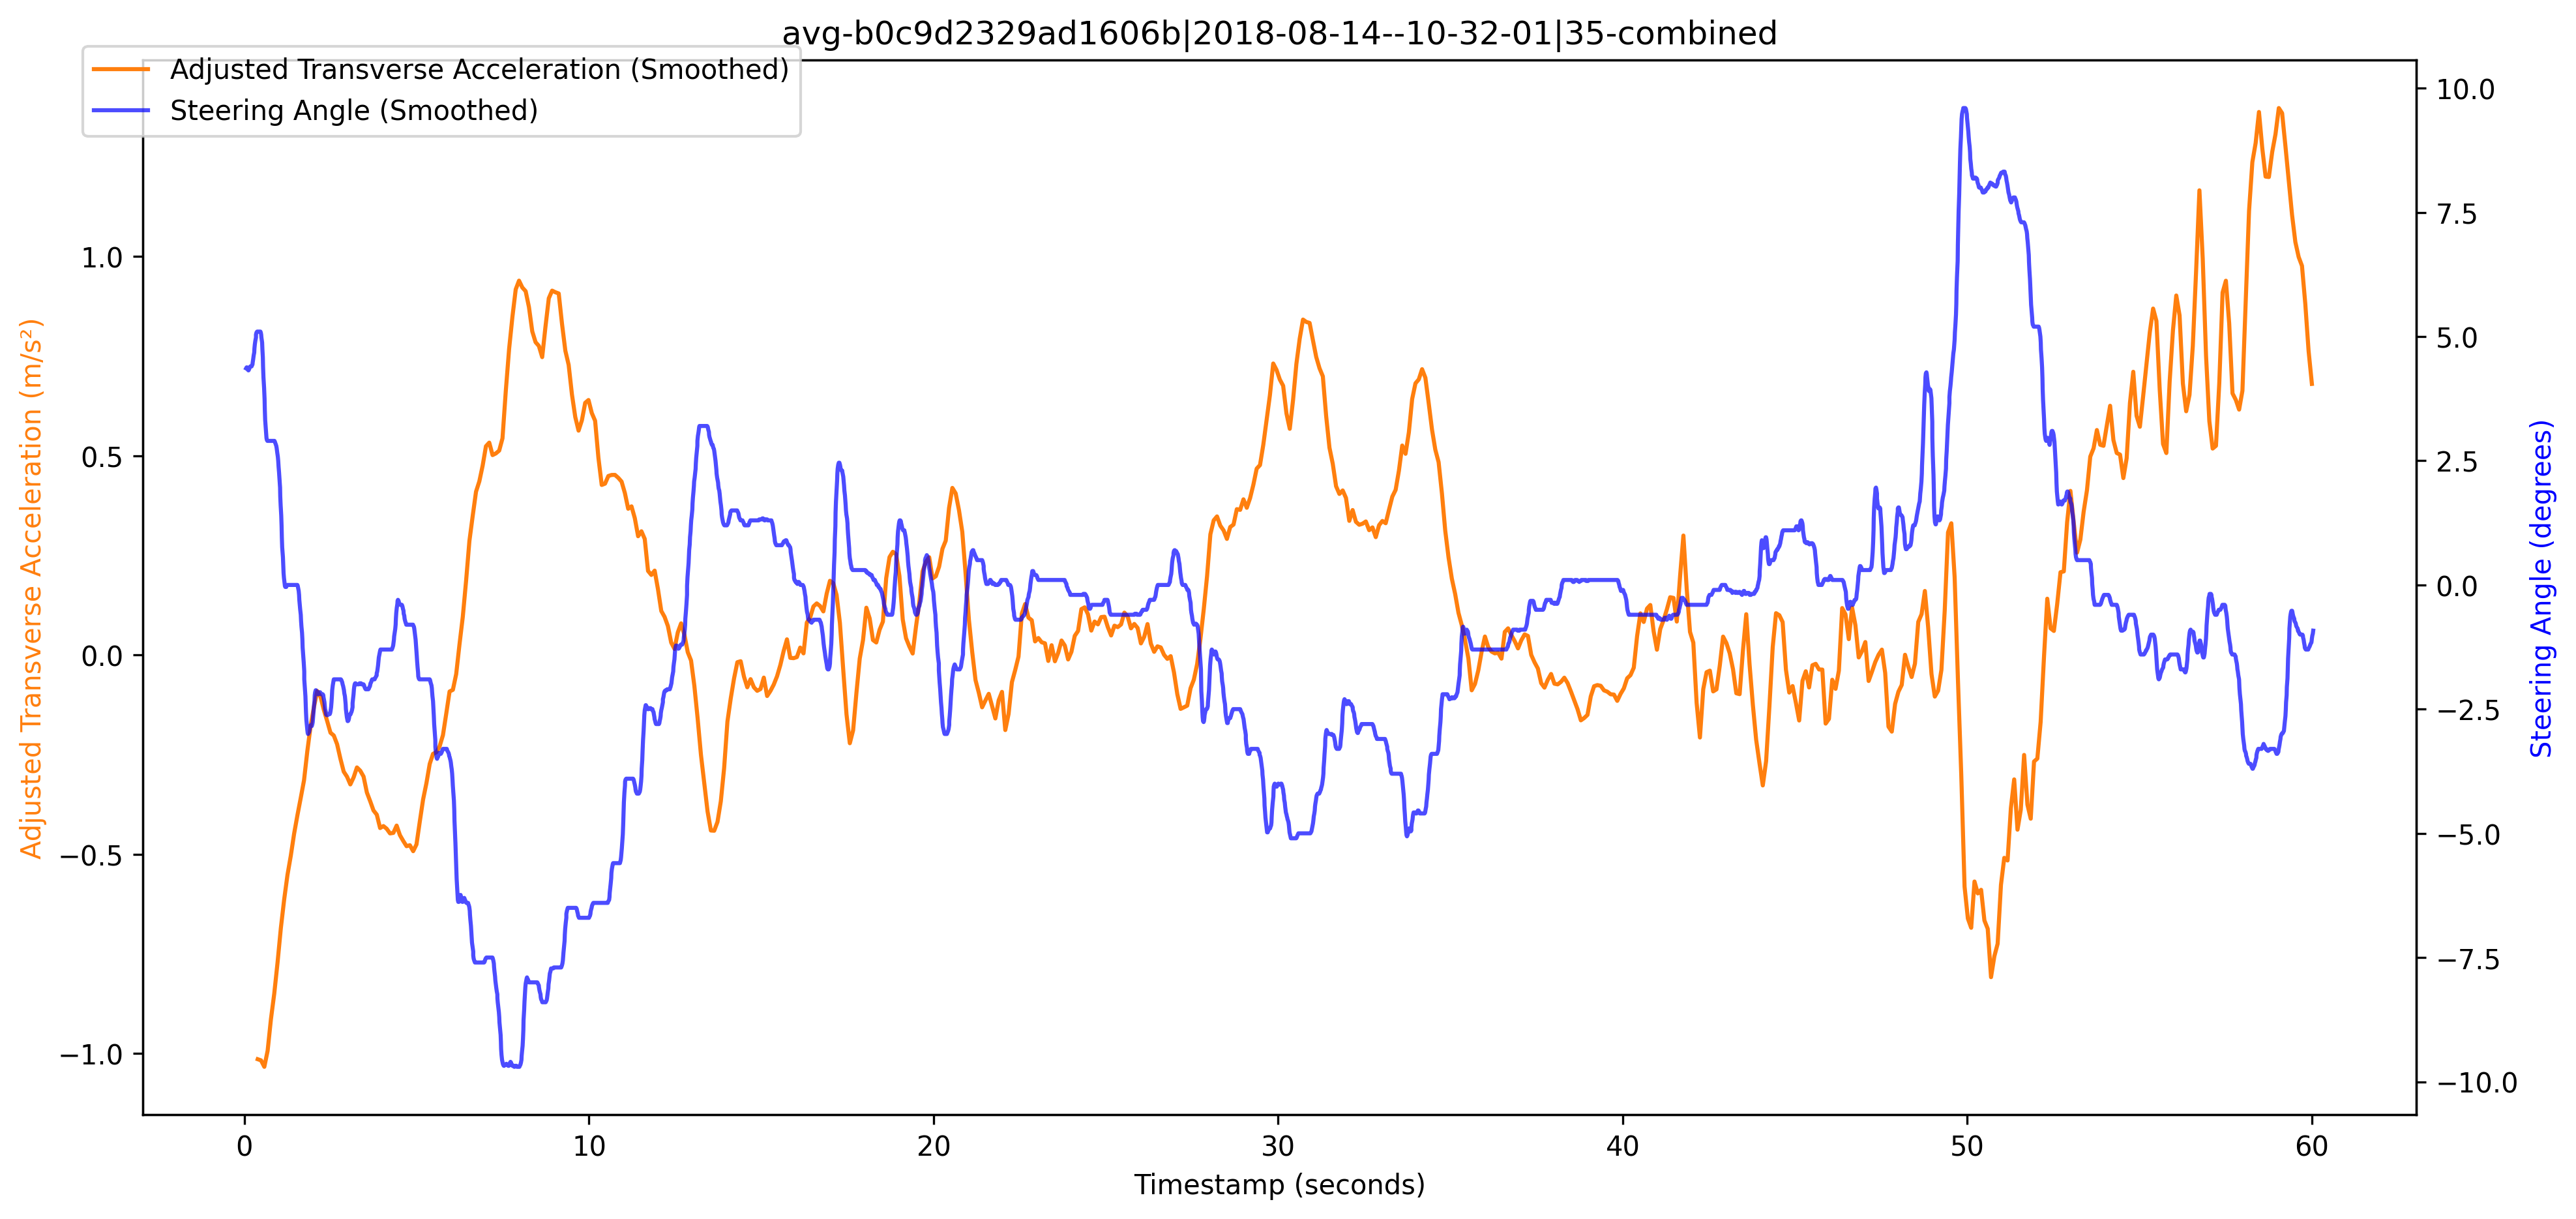 avg-b0c9d2329ad1606b|2018-08-14--10-32-01|35-combined
Adjusted Transverse Acceleration (Smoothed)
Steering Angle (Smoothed)
Adjusted Transverse Acceleration (m/s²)
1.0
0.5
0.0
−0.5
−1.0
10.0
7.5
5.0
2.5
0.0
−2.5
−5.0
−7.5
−10.0
Steering Angle (degrees)
0 10 20 30 40 50 60
Timestamp (seconds)